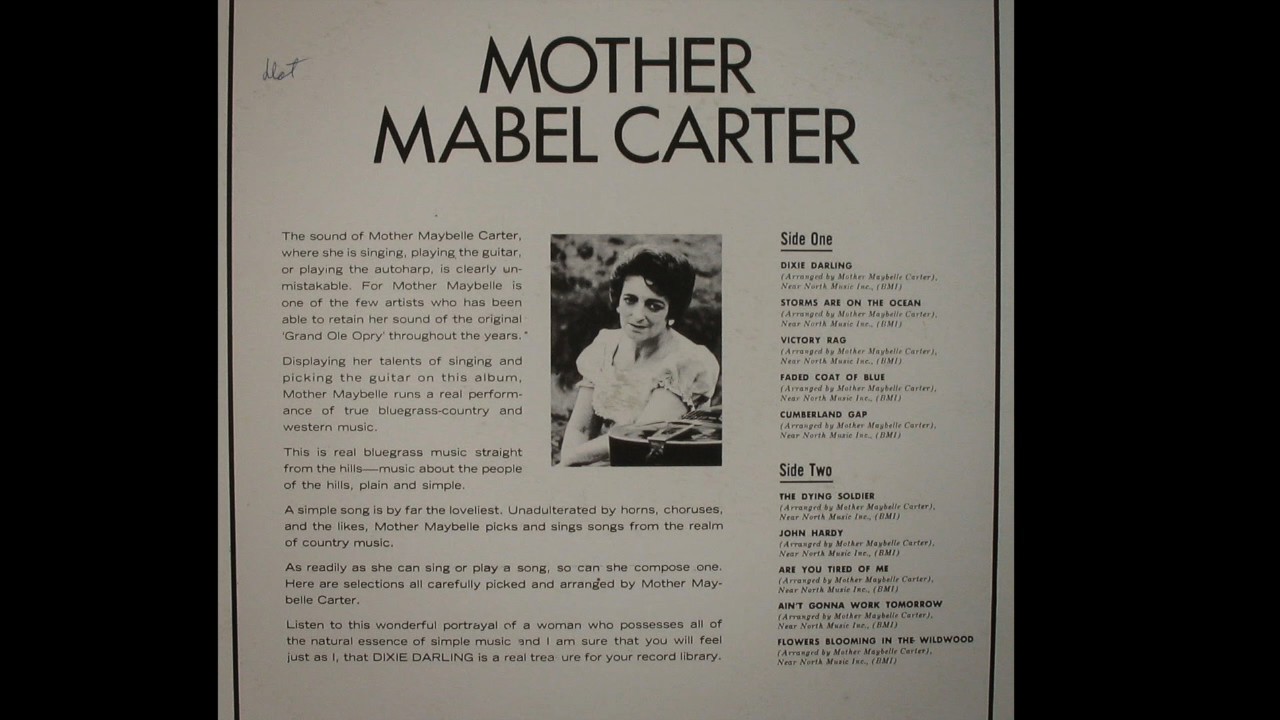 MOTHER
MABEL CARTER
The sound of Mother Maybelle Carter,
where she is singing, playing the guitar,
or playing the autoharp, is clearly un-
mistakable. For Mother Maybelle is
one of the few artists who has been
able to retain her sound of the original
'Grand Ole Opry' throughout the years."
Displaying her talents of singing and
picking the guitar on this album,
Mother Maybelle runs a real perform-
ance of true bluegrass-country and
western music.
This is real bluegrass music straight
from the hills—music about the people
of the hills, plain and simple.
A simple song is by far the loveliest. Unadulterated by horns, choruses,
and the likes, Mother Maybelle picks and sings songs from the realm
of country music.
As readily as she can sing or play a song, so can she compose one.
Here are selections all carefully picked and arranged by Mother May-
belle Carter.
Listen to this wonderful portrayal of a woman who possesses all of
the natural essence of simple music and I am sure that you will feel
just as I, that DIXIE DARLING is a real trea ure for your record library.
Side One
DIXIE DARLING
(Arranged by Mother Maybelle Carter),
Near North Music Inc., (BMI)
STORMS ARE ON THE OCEAN
(Arranged by Mother Maybelle Carter),
Near North Music Inc., (BMI)
VICTORY RAG
(Arranged by Mother Maybelle Carter),
Near North Music Inc., (BMI)
FADED COAT OF BLUE
(Arranged by Mother Maybelle Carter),
Near North Music Inc., (BMI)
CUMBERLAND GAP
(Arranged by Mother Maybelle Carter),
Near North Music Inc., (BMI)
Side Two
THE DYING SOLDIER
(Arranged by Mother Maybelle Carter),
Near North Music Inc., (BMI)
JOHN HARDY
(Arranged by Mother Maybelle Carter),
Near North Music Inc., (BMI)
ARE YOU TIRED OF ME
(Arranged by Mother Maybelle Carter),
Near North Music Inc., (BMI)
AIN'T GONNA WORK TOMORROW
(Arranged by Mother Maybelle Carter),
Near North Music Inc., (BMI)
FLOWERS BLOOMING IN THE WILDWOOD
(Arranged by Mother Maybelle Carter),
Near North Music Inc., (BMI)